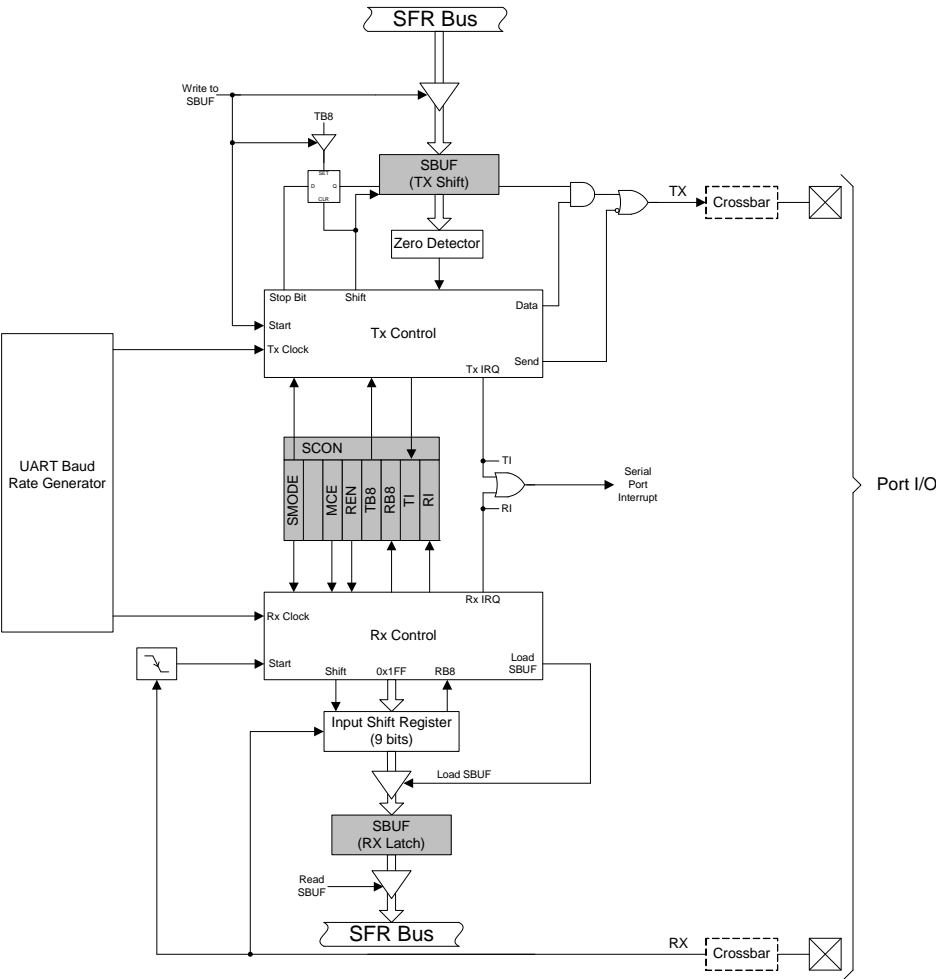 SFR Bus
Write to
SBUF
TB8
SET
D
Q
CLR
SBUF
(TX Shift)
TX
Crossbar
Zero Detector
Stop Bit
Shift
Data
Start
Tx Control
Tx Clock
Send
Tx IRQ
UART Baud
Rate Generator
SCON
SMODE
MCE
REN
TB8
RB8
TI
RI
TI
RI
Serial
Port
Interrupt
Port I/O
Rx IRQ
Rx Clock
Rx Control
Start
Load
SBUF
Shift
0x1FF
RB8
Input Shift Register
(9 bits)
Load SBUF
SBUF
(RX Latch)
Read
SBUF
SFR Bus
RX
Crossbar